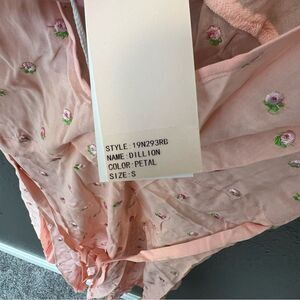 STYLE:19N293RB
NAME:DILLION
COLOR:PETAL
SIZE:S